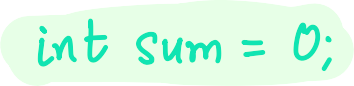 int sum = 0;